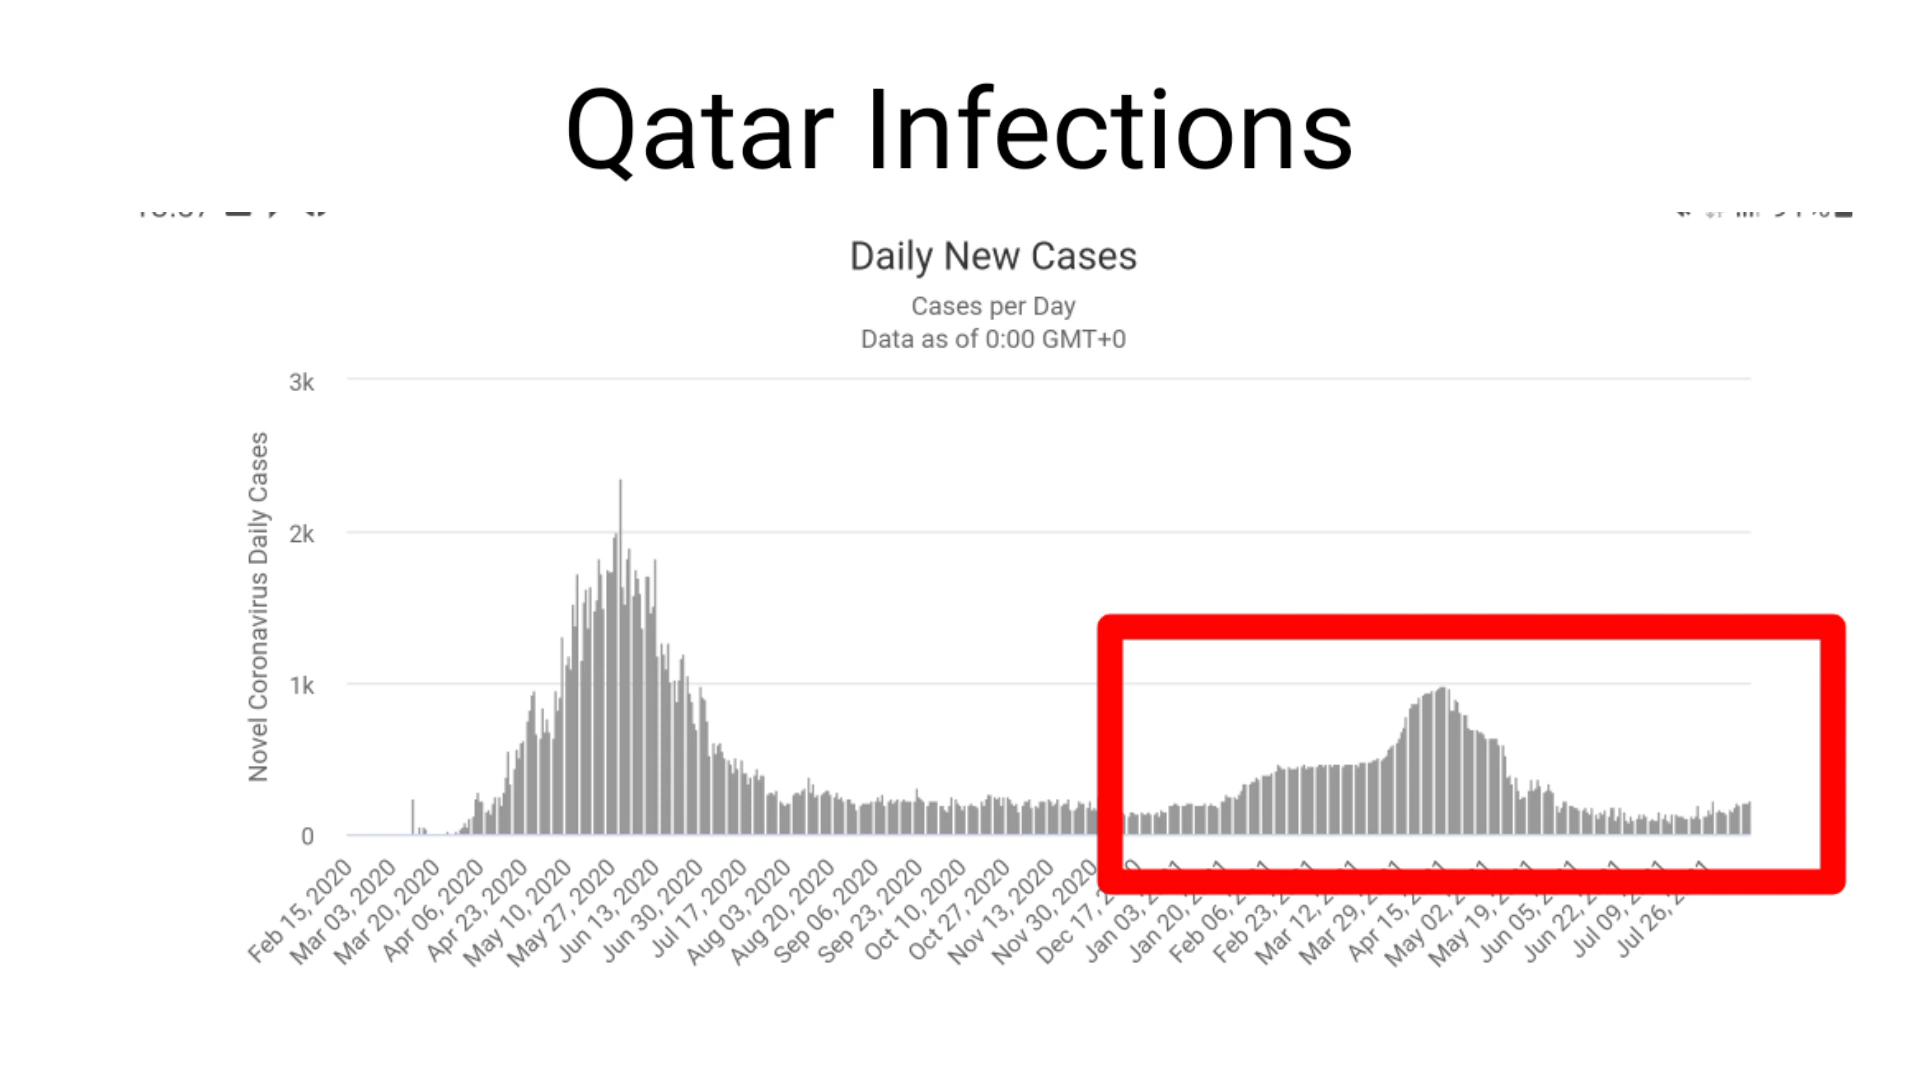 Qatar Infections
Daily New Cases
Cases per Day
Data as of 0:00 GMT+0
Novel Coronavirus Daily Cases
3k
2k
1k
0
Feb 15, 2020
Mar 03, 2020
Mar 20, 2020
Apr 06, 2020
Apr 23, 2020
May 10, 2020
May 27, 2020
Jun 13, 2020
Jun 30, 2020
Jul 17, 2020
Aug 03, 2020
Aug 20, 2020
Sep 06, 2020
Sep 23, 2020
Oct 10, 2020
Oct 27, 2020
Nov 13, 2020
Nov 30, 2020
Dec 17, 2020
Jan 03,
Jan 20,
Feb 06,
Feb 23,
Mar 12,
Mar 29,
Apr 15,
May 02,
May 19,
Jun 05,
Jun 22,
Jul 09,
Jul 26,